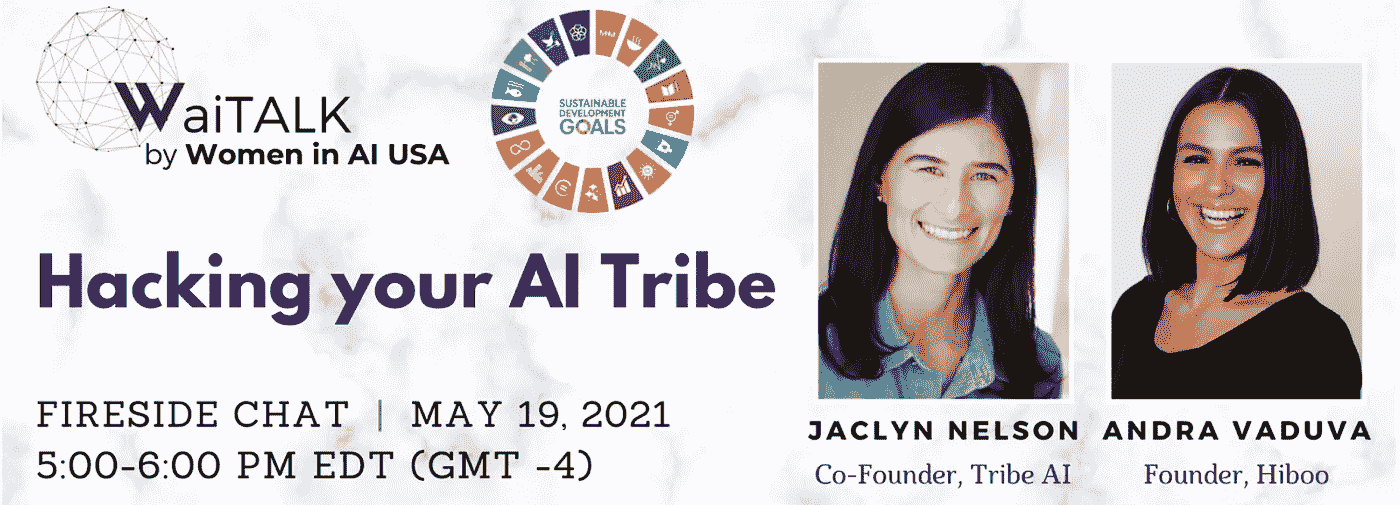 WaiTALK
by Women in AI USA
SUSTAINABLE
DEVELOPMENT
GOALS
Hacking your AI Tribe
FIRESIDE CHAT | MAY 19, 2021
5:00-6:00 PM EDT (GMT -4)
JACLYN NELSON
Co-Founder, Tribe AI
ANDRA VADUVA
Founder, Hiboo